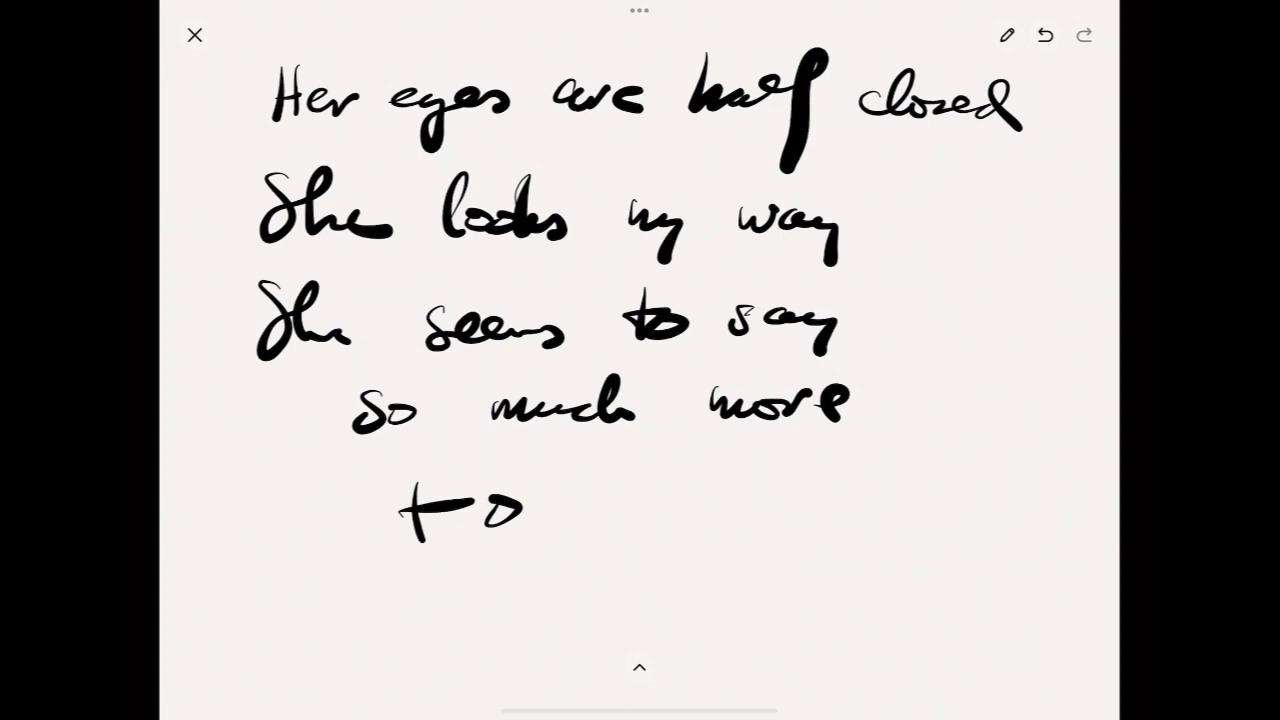 Her eyes are half closed
She looks my way
She seems to say
so much more
to